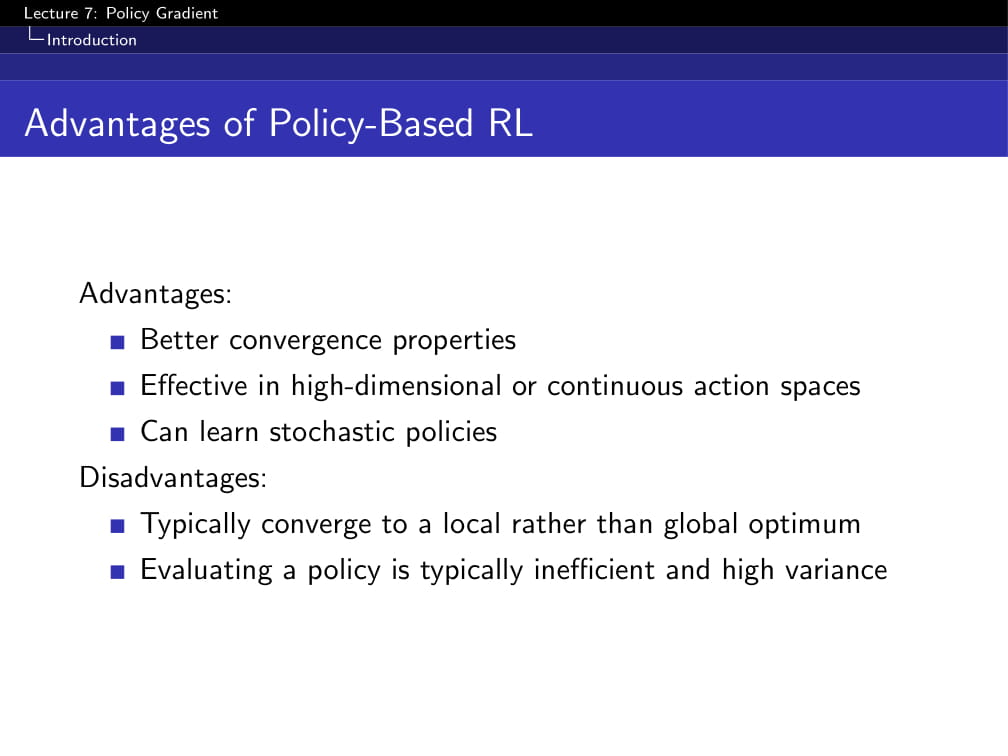 Lecture 7: Policy Gradient
Introduction
Advantages of Policy-Based RL
Advantages:
Better convergence properties
Effective in high-dimensional or continuous action spaces
Can learn stochastic policies
Disadvantages:
Typically converge to a local rather than global optimum
Evaluating a policy is typically inefficient and high variance